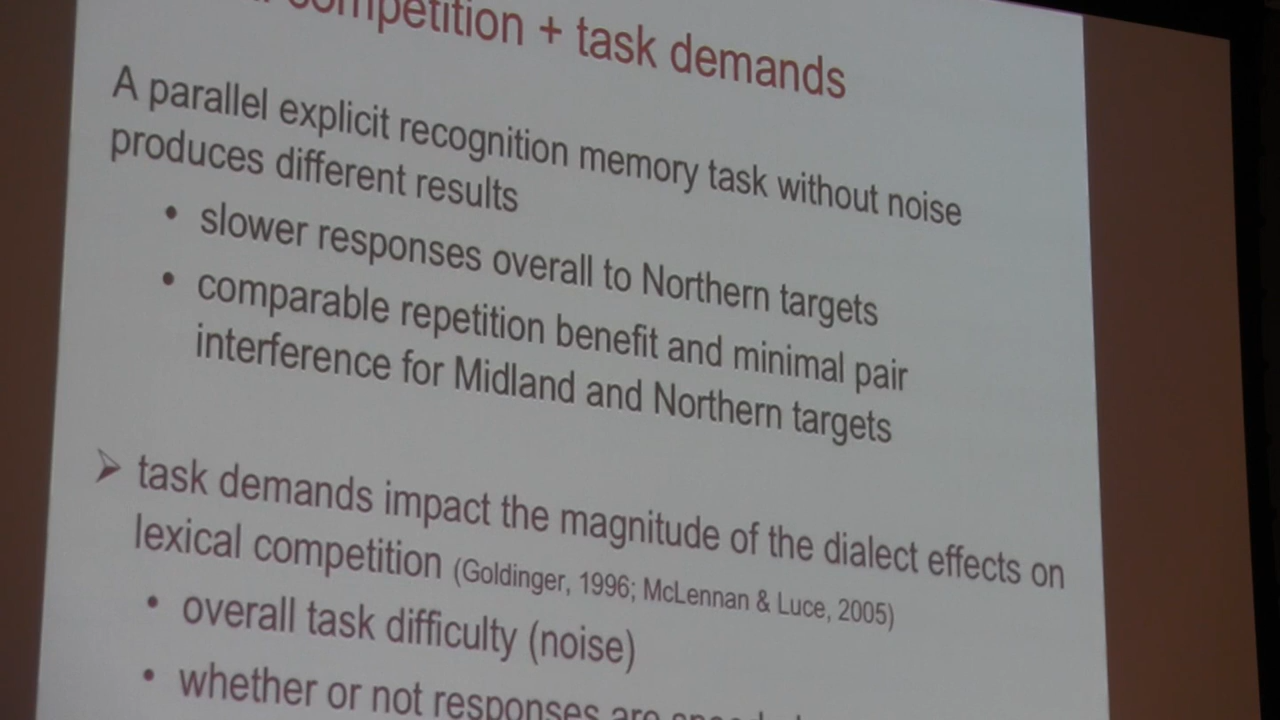 competition + task demands
A parallel explicit recognition memory task without noise
produces different results
• slower responses overall to Northern targets
• comparable repetition benefit and minimal pair
interference for Midland and Northern targets
➢ task demands impact the magnitude of the dialect effects on
lexical competition (Goldinger, 1996; McLennan & Luce, 2005)
• overall task difficulty (noise)
• whether or not responses are